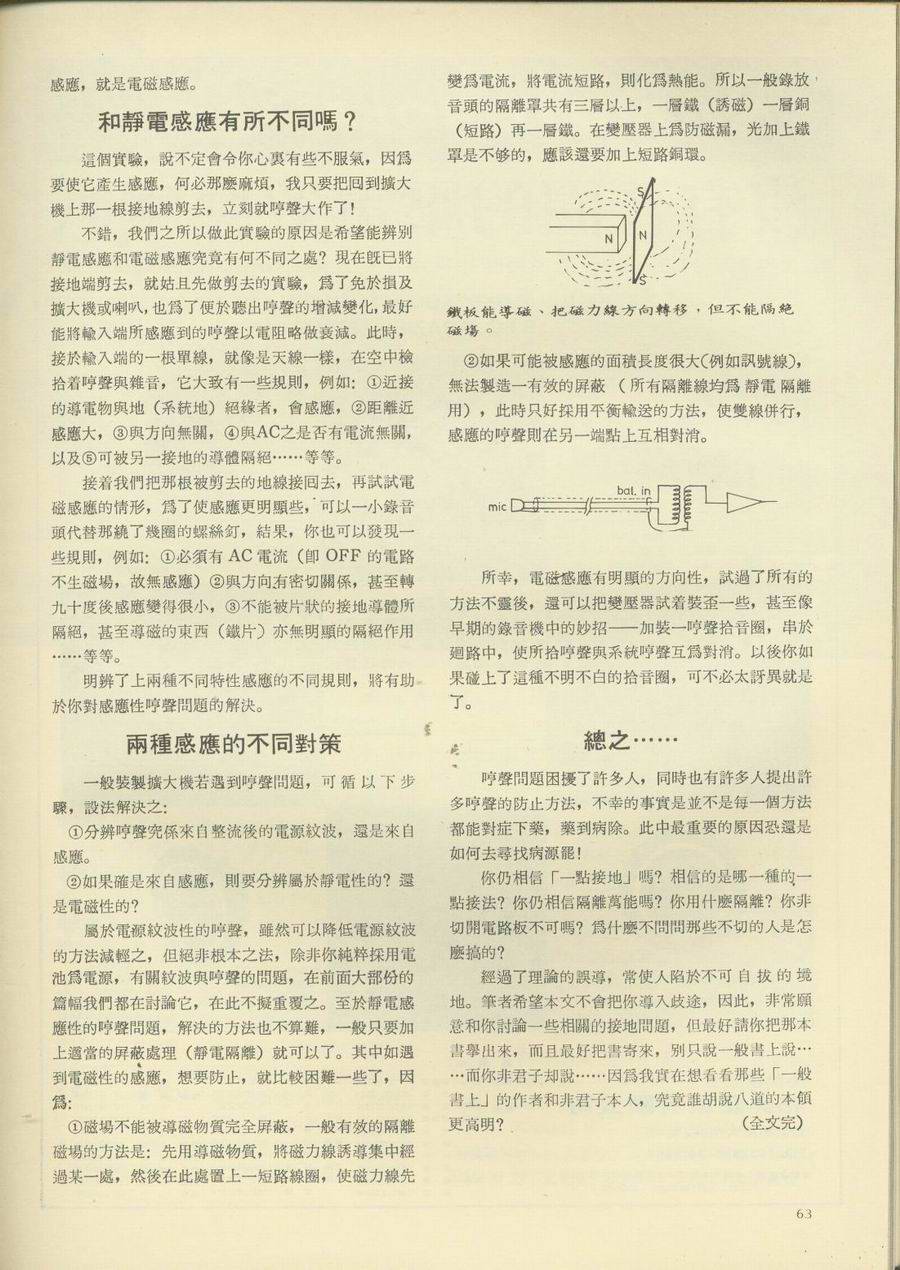 感應，就是電磁感應。
和靜電感應有所不同嗎？
這個實驗，說不定會令你心裏有些不服氣，因爲
要使它產生感應，何必那麼麻煩，我只要把囘到擴大
機上那一根接地線剪去，立刻就哼聲大作了！
不錯，我們之所以做此實驗的原因是希望能辨別
靜電感應和電磁感應究竟有何不同之處？現在旣已將
接地端剪去，就姑且先做剪去的實驗，爲了免於損及
擴大機或喇叭，也爲了便於聽出哼聲的增減變化，最好
能將輸入端所感應到的哼聲以電阻略做衰減。此時，
接於輸入端的一根單線，就像是天線一樣，在空中檢
拾着哼聲與雜音，它大致有一些規則，例如：①近接
的導電物與地（系統地）絕緣者，會感應，②距離近
感應大，③與方向無關，④與AC之是否有電流無關，
以及⑤可被另一接地的導體隔絕……等等。
接着我們把那根被剪去的地線接囘去，再試試電
磁感應的情形，爲了使感應更明顯些，可以一小錄音
頭代替那繞了幾圈的螺絲釘，結果，你也可以發現一
些規則，例如：①必須有 AC 電流（卽 OFF 的電路
不生磁場，故無感應）②與方向有密切關係，甚至轉
九十度後感應變得很小，③不能被片狀的接地導體所
隔絕，甚至導磁的東西（鐵片）亦無明顯的隔絕作用
……等等。
明辨了上兩種不同特性感應的不同規則，將有助
於你對感應性哼聲問題的解決。
兩種感應的不同對策
一般裝製擴大機若遇到哼聲問題，可循以下步
驟，設法解決之：
①分辨哼聲究係來自整流後的電源紋波，還是來自
感應。
②如果確是來自感應，則要分辨屬於靜電性的？還
是電磁性的？
屬於電源紋波性的哼聲，雖然可以降低電源紋波
的方法減輕之，但絕非根本之法，除非你純粹採用電
池爲電源，有關紋波與哼聲的問題，在前面大部份的
篇幅我們都在討論它，在此不擬重覆之。至於靜電感
應性的哼聲問題，解決的方法也不算難，一般只要加
上適當的屏蔽處理（靜電隔離）就可以了。其中如遇
到電磁性的感應，想要防止，就比較困難一些了，因
爲：
①磁場不能被導磁物質完全屏蔽，一般有效的隔離
磁場的方法是：先用導磁物質，將磁力線誘導集中經
過某一處，然後在此處置上一短路線圈，使磁力線先
變爲電流，將電流短路，則化爲熱能。所以一般錄放
音頭的隔離罩共有三層以上，一層鐵（誘磁）一層銅
（短路）再一層鐵。在變壓器上爲防磁漏，光加上鐵
罩是不够的，應該還要加上短路銅環。
S
N N
S
鐵板能導磁、把磁力線方向轉移，但不能隔絕
磁場。
②如果可能被感應的面積長度很大（例如訊號線），
無法製造一有效的屏蔽（所有隔離線均爲靜電隔離
用），此時只好採用平衡輸送的方法，使雙線併行，
感應的哼聲則在另一端點上互相對消。
bal. in
mic
所幸，電磁感應有明顯的方向性，試過了所有的
方法不靈後，還可以把變壓器試着裝歪一些，甚至像
早期的錄音機中的妙招——加裝一哼聲拾音圈，串於
廻路中，使所拾哼聲與系統哼聲互爲對消。以後你如
果碰上了這種不明不白的拾音圈，可不必太訝異就是
了。
總之……
哼聲問題困擾了許多人，同時也有許多人提出許
多哼聲的防止方法，不幸的事實是並不是每一個方法
都能對症下藥，藥到病除。此中最重要的原因恐還是
如何去尋找病源罷！
你仍相信「一點接地」嗎？相信的是哪一種的一
點接法？你仍相信隔離萬能嗎？你用什麼隔離？你非
切開電路板不可嗎？爲什麼不問問那些不切的人是怎
麼搞的？
經過了理論的誤導，常使人陷於不可自拔的境
地。筆者希望本文不會把你導入歧途，因此，非常願
意和你討論一些相關的接地問題，但最好請你把那本
書舉出來，而且最好把書寄來，別只說一般書上說…
…而你非君子却說……因爲我實在想看看那些「一般
書上」的作者和非君子本人，究竟誰胡說八道的本領
更高明？（全文完）
63